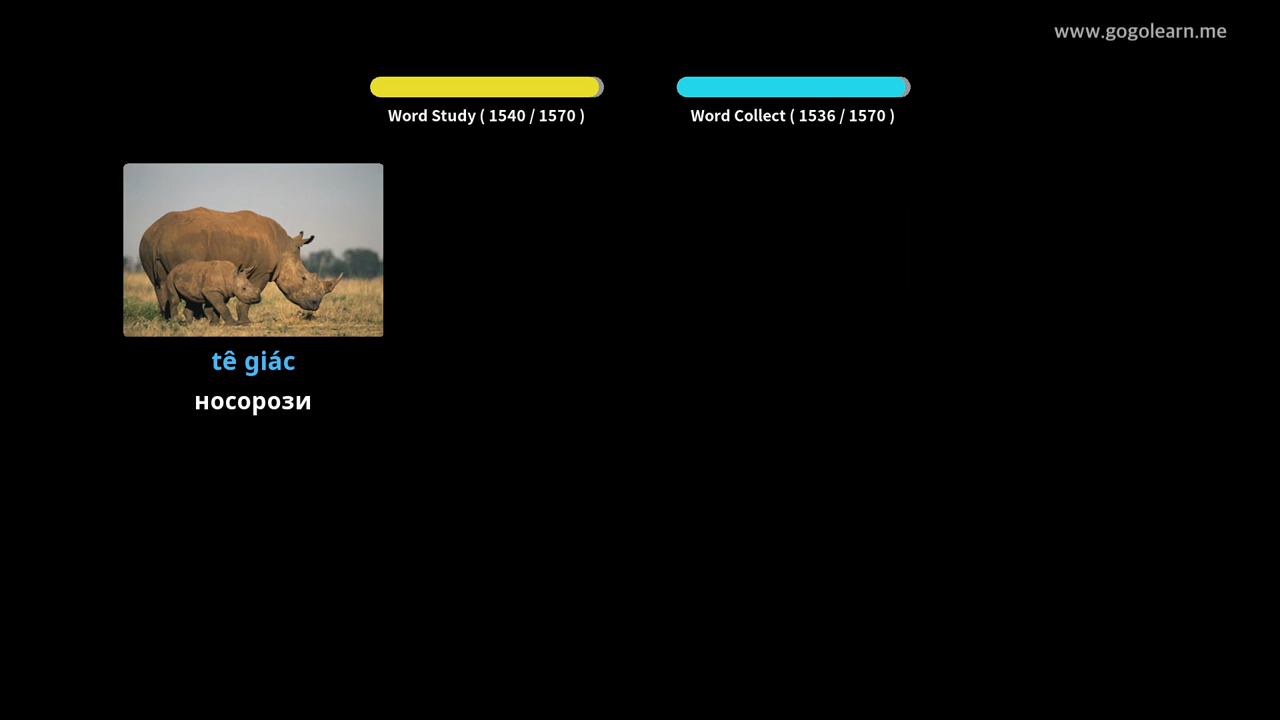 www.gogolearn.me
Word Study ( 1540 / 1570 )
Word Collect ( 1536 / 1570 )
tê giác
носорози